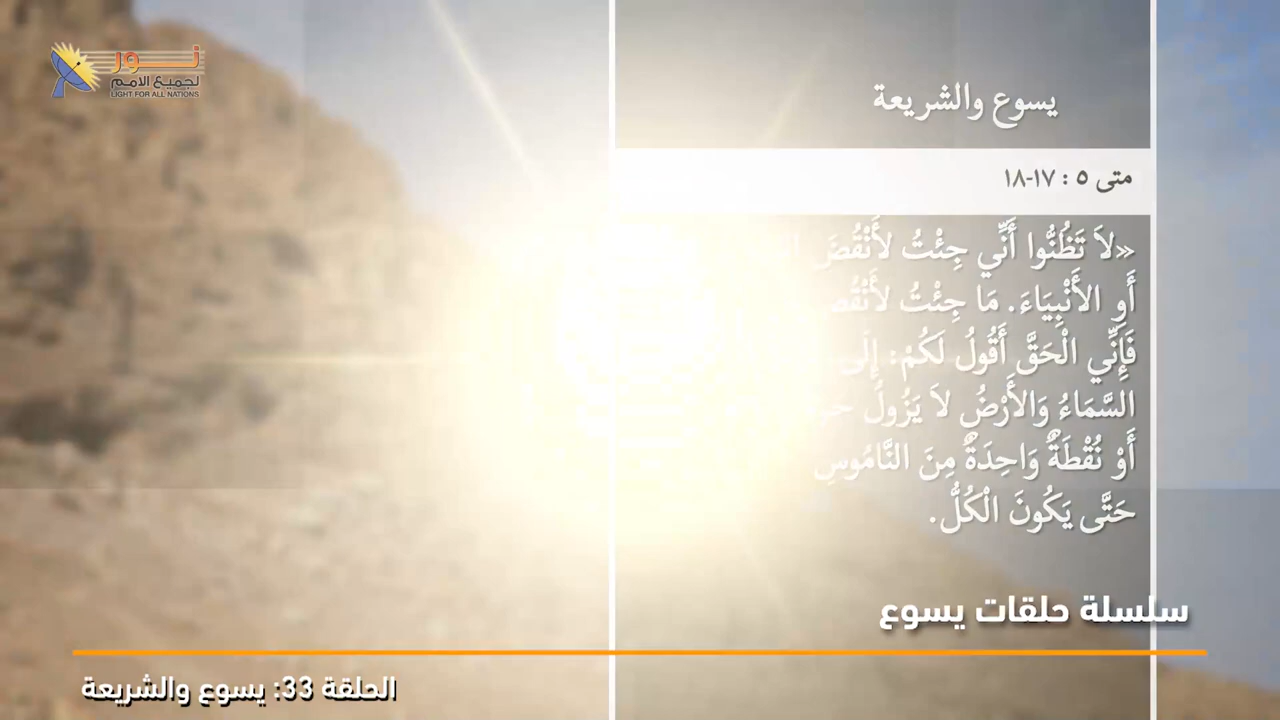 نور
لجميع الامم
LIGHT FOR ALL NATIONS
يسوع والشريعة
متى ٥ : ١٧-١٨
«لاَ تَظُنُّوا أَنِّي جِئْتُ لأَنْقُضَ
أَوِ الأَنْبِيَاءَ. مَا جِئْتُ لأَنْقُضَ
فَإِنِّي الْحَقَّ أَقُولُ لَكُمْ: إِلَى
السَّمَاءُ وَالأَرْضُ لاَ يَزُولُ
أَوْ نُقْطَةٌ وَاحِدَةٌ مِنَ النَّامُوسِ
حَتَّى يَكُونَ الْكُلُّ.
سلسلة حلقات يسوع
الحلقة 33: يسوع والشريعة